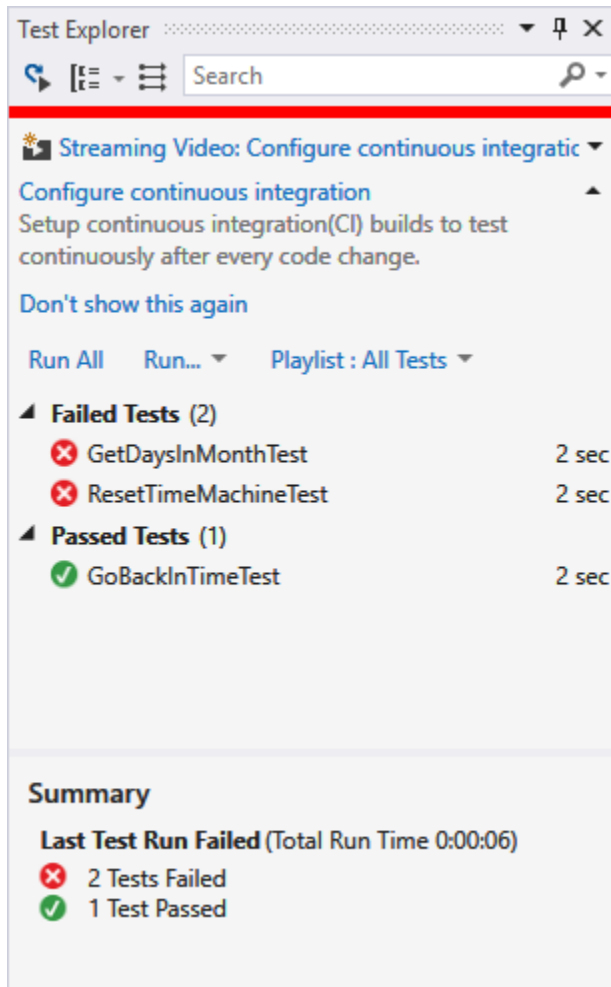 Test Explorer
Search
Streaming Video: Configure continuous integratic
Configure continuous integration
Setup continuous integration(CI) builds to test
continuously after every code change.
Don't show this again
Run All Run... Playlist : All Tests
Failed Tests (2)
GetDaysInMonthTest 2 sec
ResetTimeMachineTest 2 sec
Passed Tests (1)
GoBackInTimeTest 2 sec
Summary
Last Test Run Failed (Total Run Time 0:00:06)
2 Tests Failed
1 Test Passed